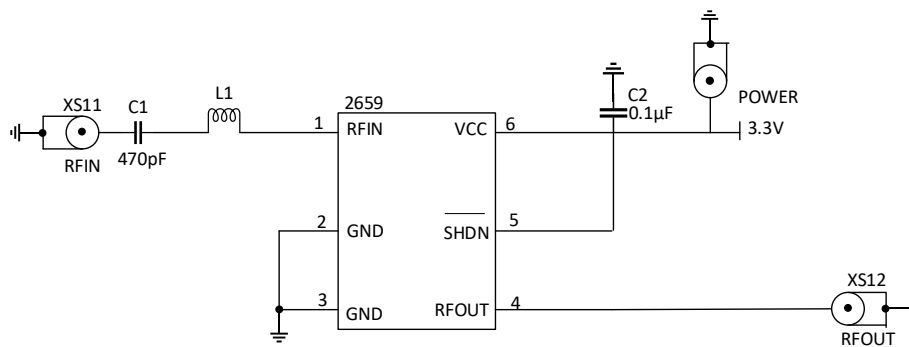 POWER
3.3V
C2
0.1µF
XS11
C1
L1
2659
1
RFIN
VCC
6
RFIN
470pF
2
GND
SHDN
5
3
GND
RFOUT
4
XS12
RFOUT